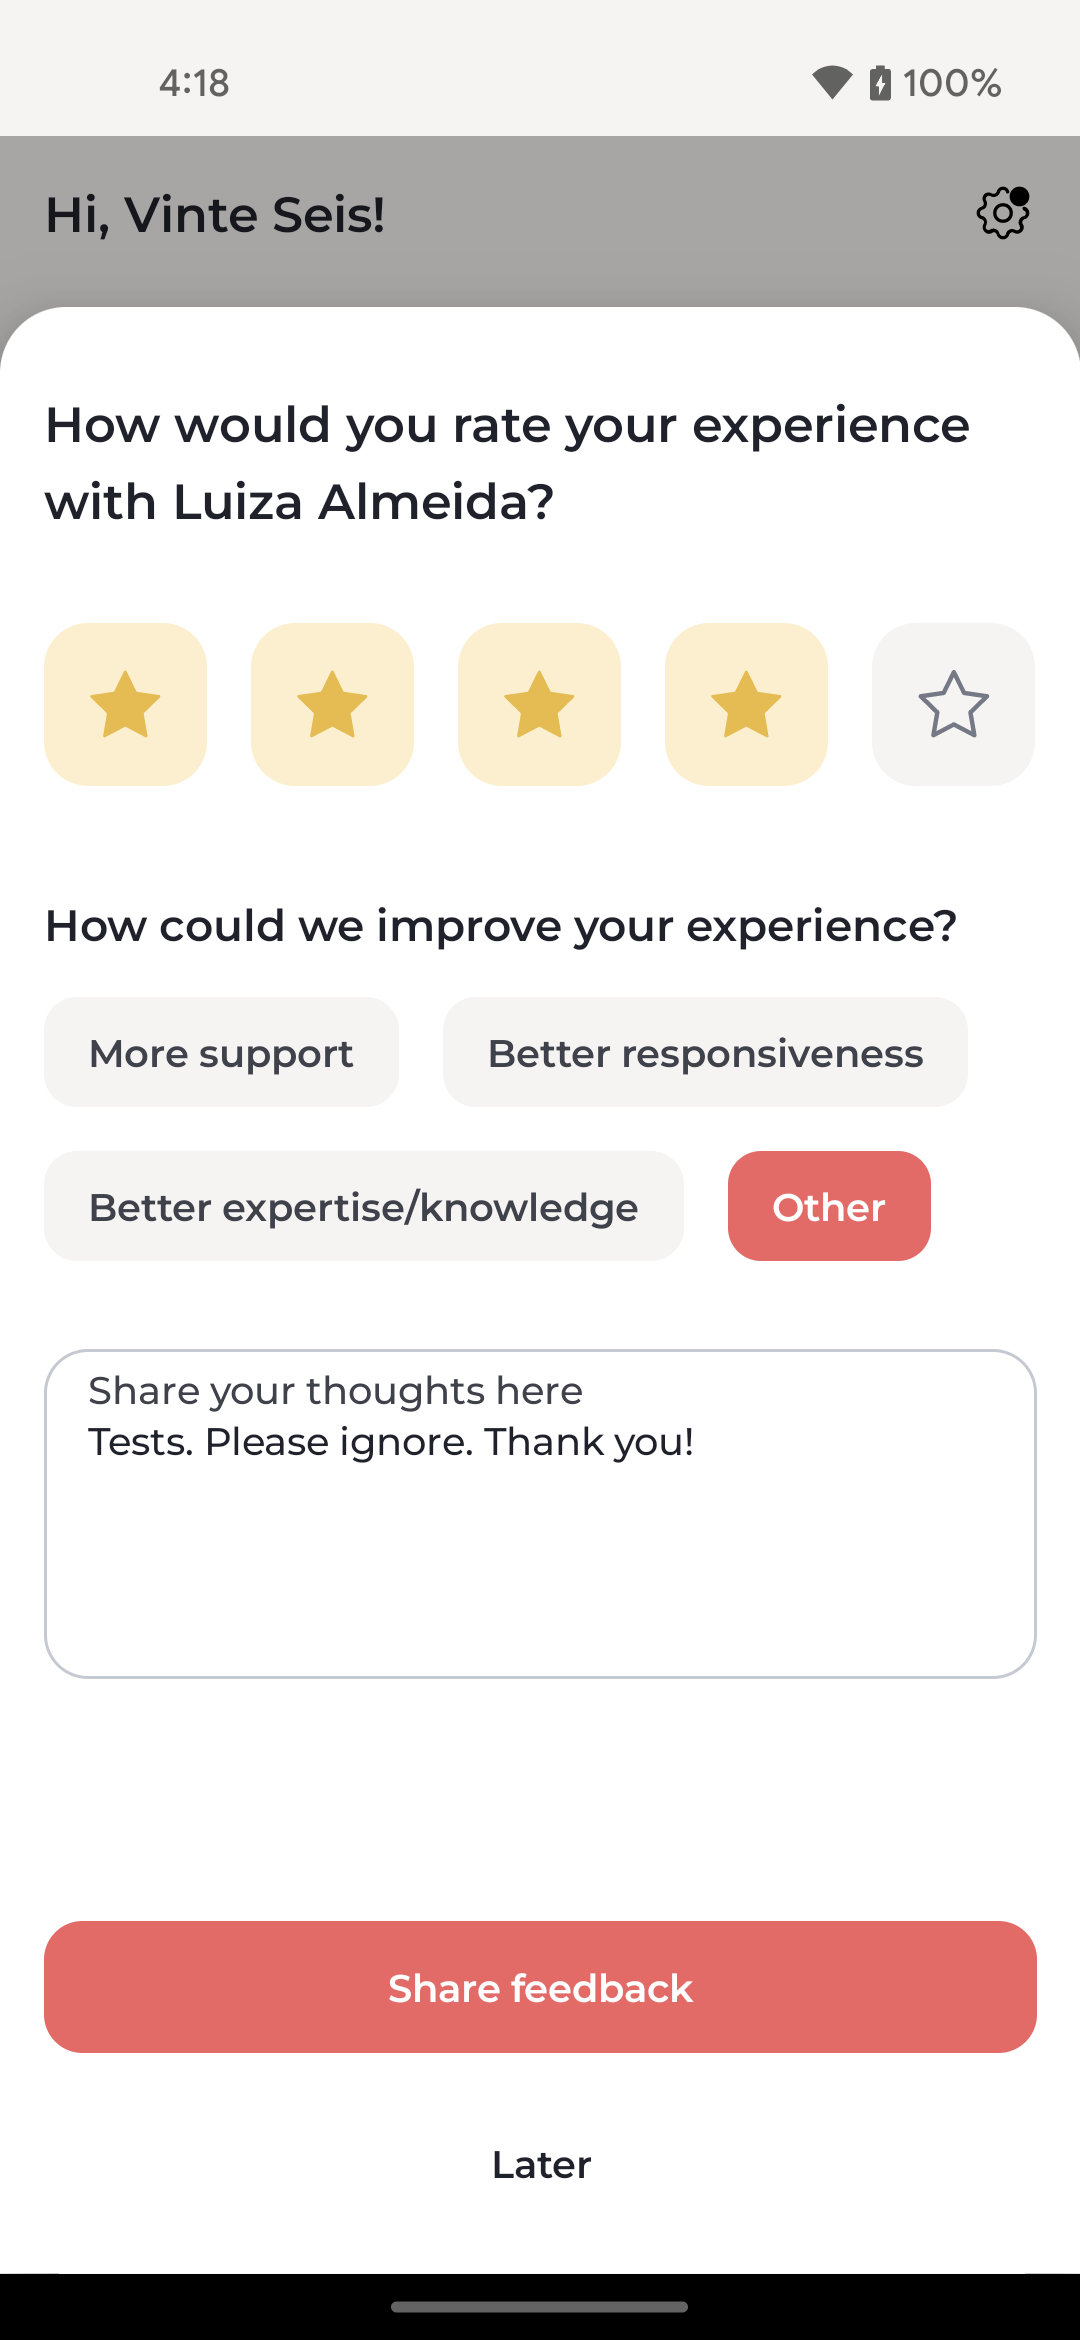 4:18
100%
Hi, Vinte Seis!
How would you rate your experience
with Luiza Almeida?
How could we improve your experience?
More support
Better responsiveness
Better expertise/knowledge
Other
Share your thoughts here
Tests. Please ignore. Thank you!
Share feedback
Later